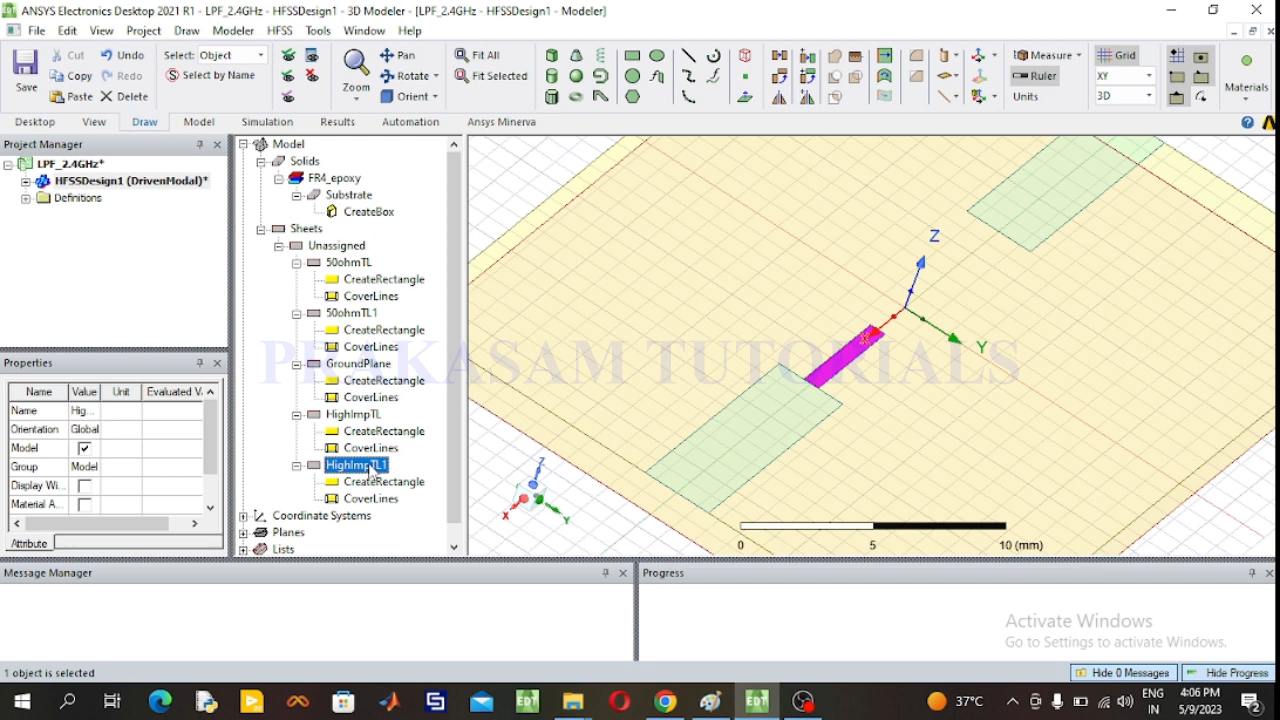 ANSYS Electronics Desktop 2021 R1 - LPF_2.4GHz - HFSSDesign1 - 3D Modeler - [LPF_2.4GHz - HFSSDesign1 - Modeler]
File Edit View Project Draw Modeler HFSS Tools Window Help
Save Cut Undo Select: Object Zoom Pan Fit All Measure Grid
Copy Redo Select by Name Rotate Fit Selected Ruler XY
Paste Delete Orient Units 3D Materials
Desktop View Draw Model Simulation Results Automation Ansys Minerva
Project Manager
LPF_2.4GHz*
HFSSDesign1 (DrivenModal)*
Definitions
Properties
Name Value Unit Evaluated Va
Name Hig...
Orientation Global
Model
Group Model
Display Wi...
Material A...
Attribute
Model
Solids
FR4_epoxy
Substrate
CreateBox
Sheets
Unassigned
50ohmTL
CreateRectangle
CoverLines
50ohmTL1
CreateRectangle
CoverLines
GroundPlane
CreateRectangle
CoverLines
HighImpTL
CreateRectangle
CoverLines
HighImpTL1
CreateRectangle
CoverLines
Coordinate Systems
Planes
Lists
Z
Y
X
Z
X
Y
0 5 10 (mm)
PRAKASAM TUTORIALS
Message Manager
Progress
Activate Windows
Go to Settings to activate Windows.
1 object is selected
Hide 0 Messages Hide Progress
37°C
ENG
IN
4:06 PM
5/9/2023
2